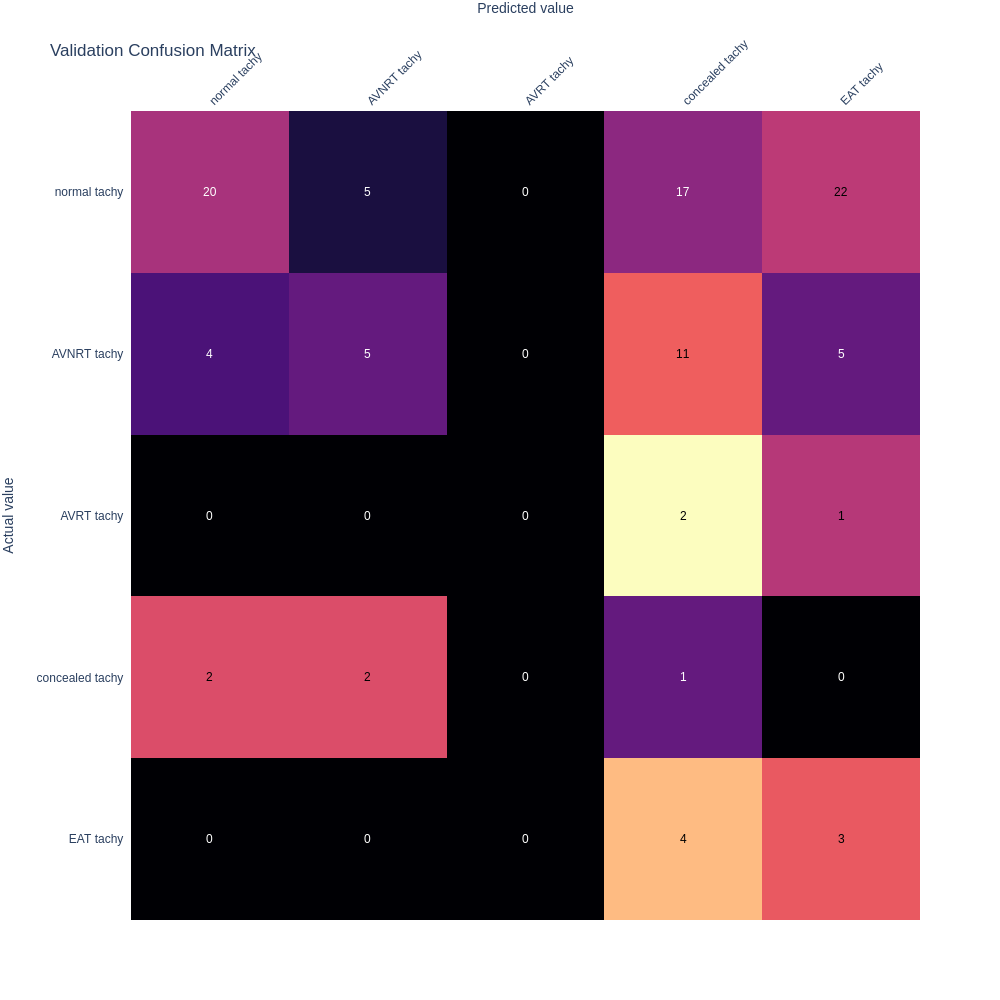 Predicted value
Validation Confusion Matrix
normal tachy AVNRT tachy AVRT tachy concealed tachy EAT tachy
normal tachy 20 5 0 17 22
AVNRT tachy 4 5 0 11 5
Actual value
AVRT tachy 0 0 0 2 1
concealed tachy 2 2 0 1 0
EAT tachy 0 0 0 4 3